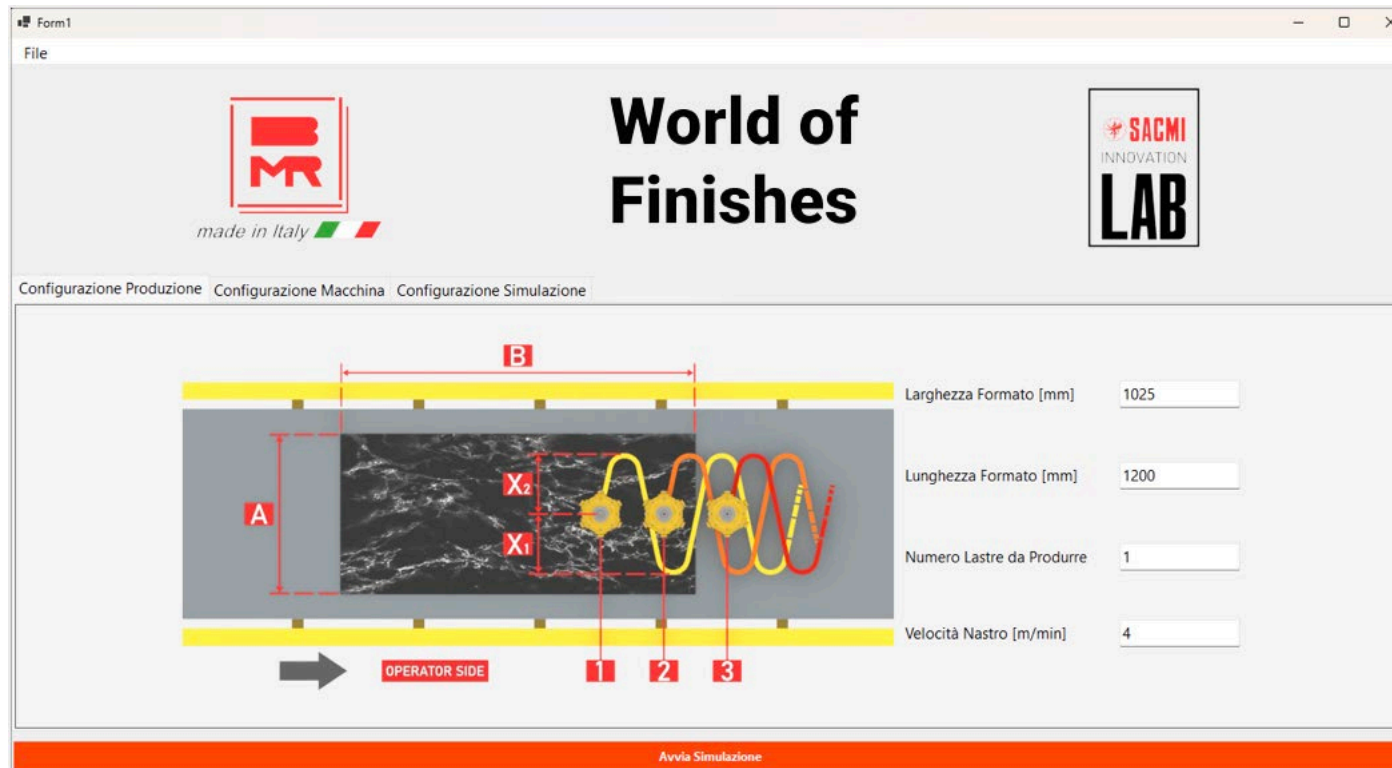 Form1
File
B
MR
made in Italy
World of
Finishes
SACMI
INNOVATION
LAB
Configurazione Produzione Configurazione Macchina Configurazione Simulazione
B
A
X2
X1
OPERATOR SIDE
1 2 3
Larghezza Formato [mm] 1025
Lunghezza Formato [mm] 1200
Numero Lastre da Produrre 1
Velocità Nastro [m/min] 4
Avvia Simulazione